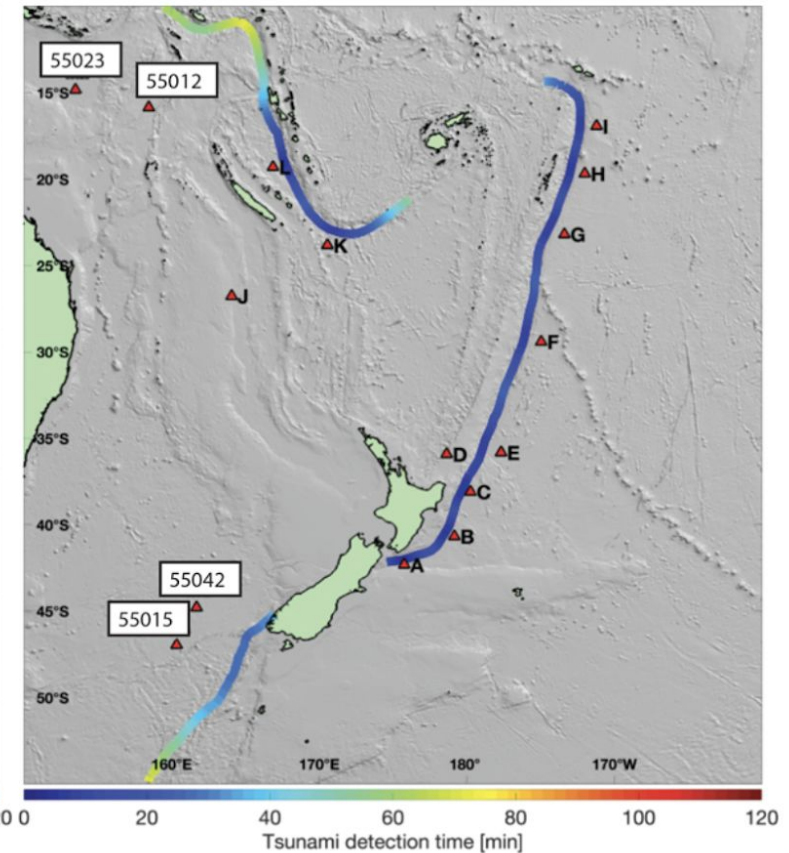 55023
55012
15°S
I
L
20°S
H
G
K
25°S
J
30°S
F
35°S
D
E
C
40°S
B
A
55042
45°S
55015
50°S
160°E
170°E
180°
170°W
0 0
20
40
60
80
100
120
Tsunami detection time [min]